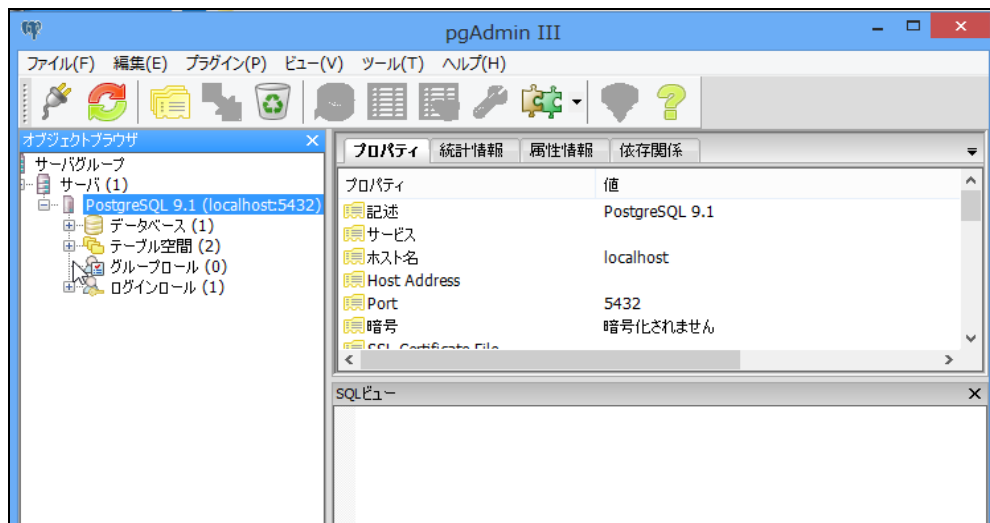 pgAdmin III
ファイル(F) 編集(E) プラグイン(P) ビュー(V) ツール(T) ヘルプ(H)
オブジェクトブラウザ
サーバグループ
サーバ (1)
PostgreSQL 9.1 (localhost:5432)
データベース (1)
テーブル空間 (2)
グループロール (0)
ログインロール (1)
プロパティ 統計情報 属性情報 依存関係
プロパティ 値
記述 PostgreSQL 9.1
サービス
ホスト名 localhost
Host Address
Port 5432
暗号 暗号化されません
SSL Certificate File
SQLビュー